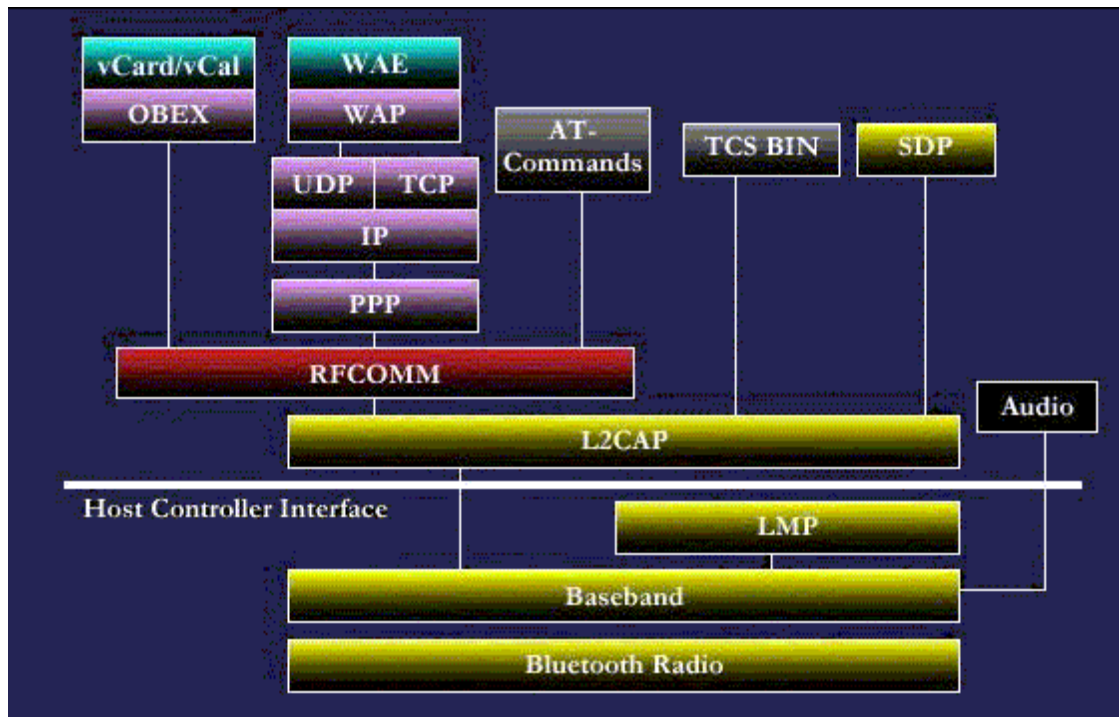 vCard/vCal
WAE
OBEX
WAP
AT-
Commands
TCS BIN
SDP
UDP
TCP
IP
PPP
RFCOMM
Audio
L2CAP
Host Controller Interface
LMP
Baseband
Bluetooth Radio